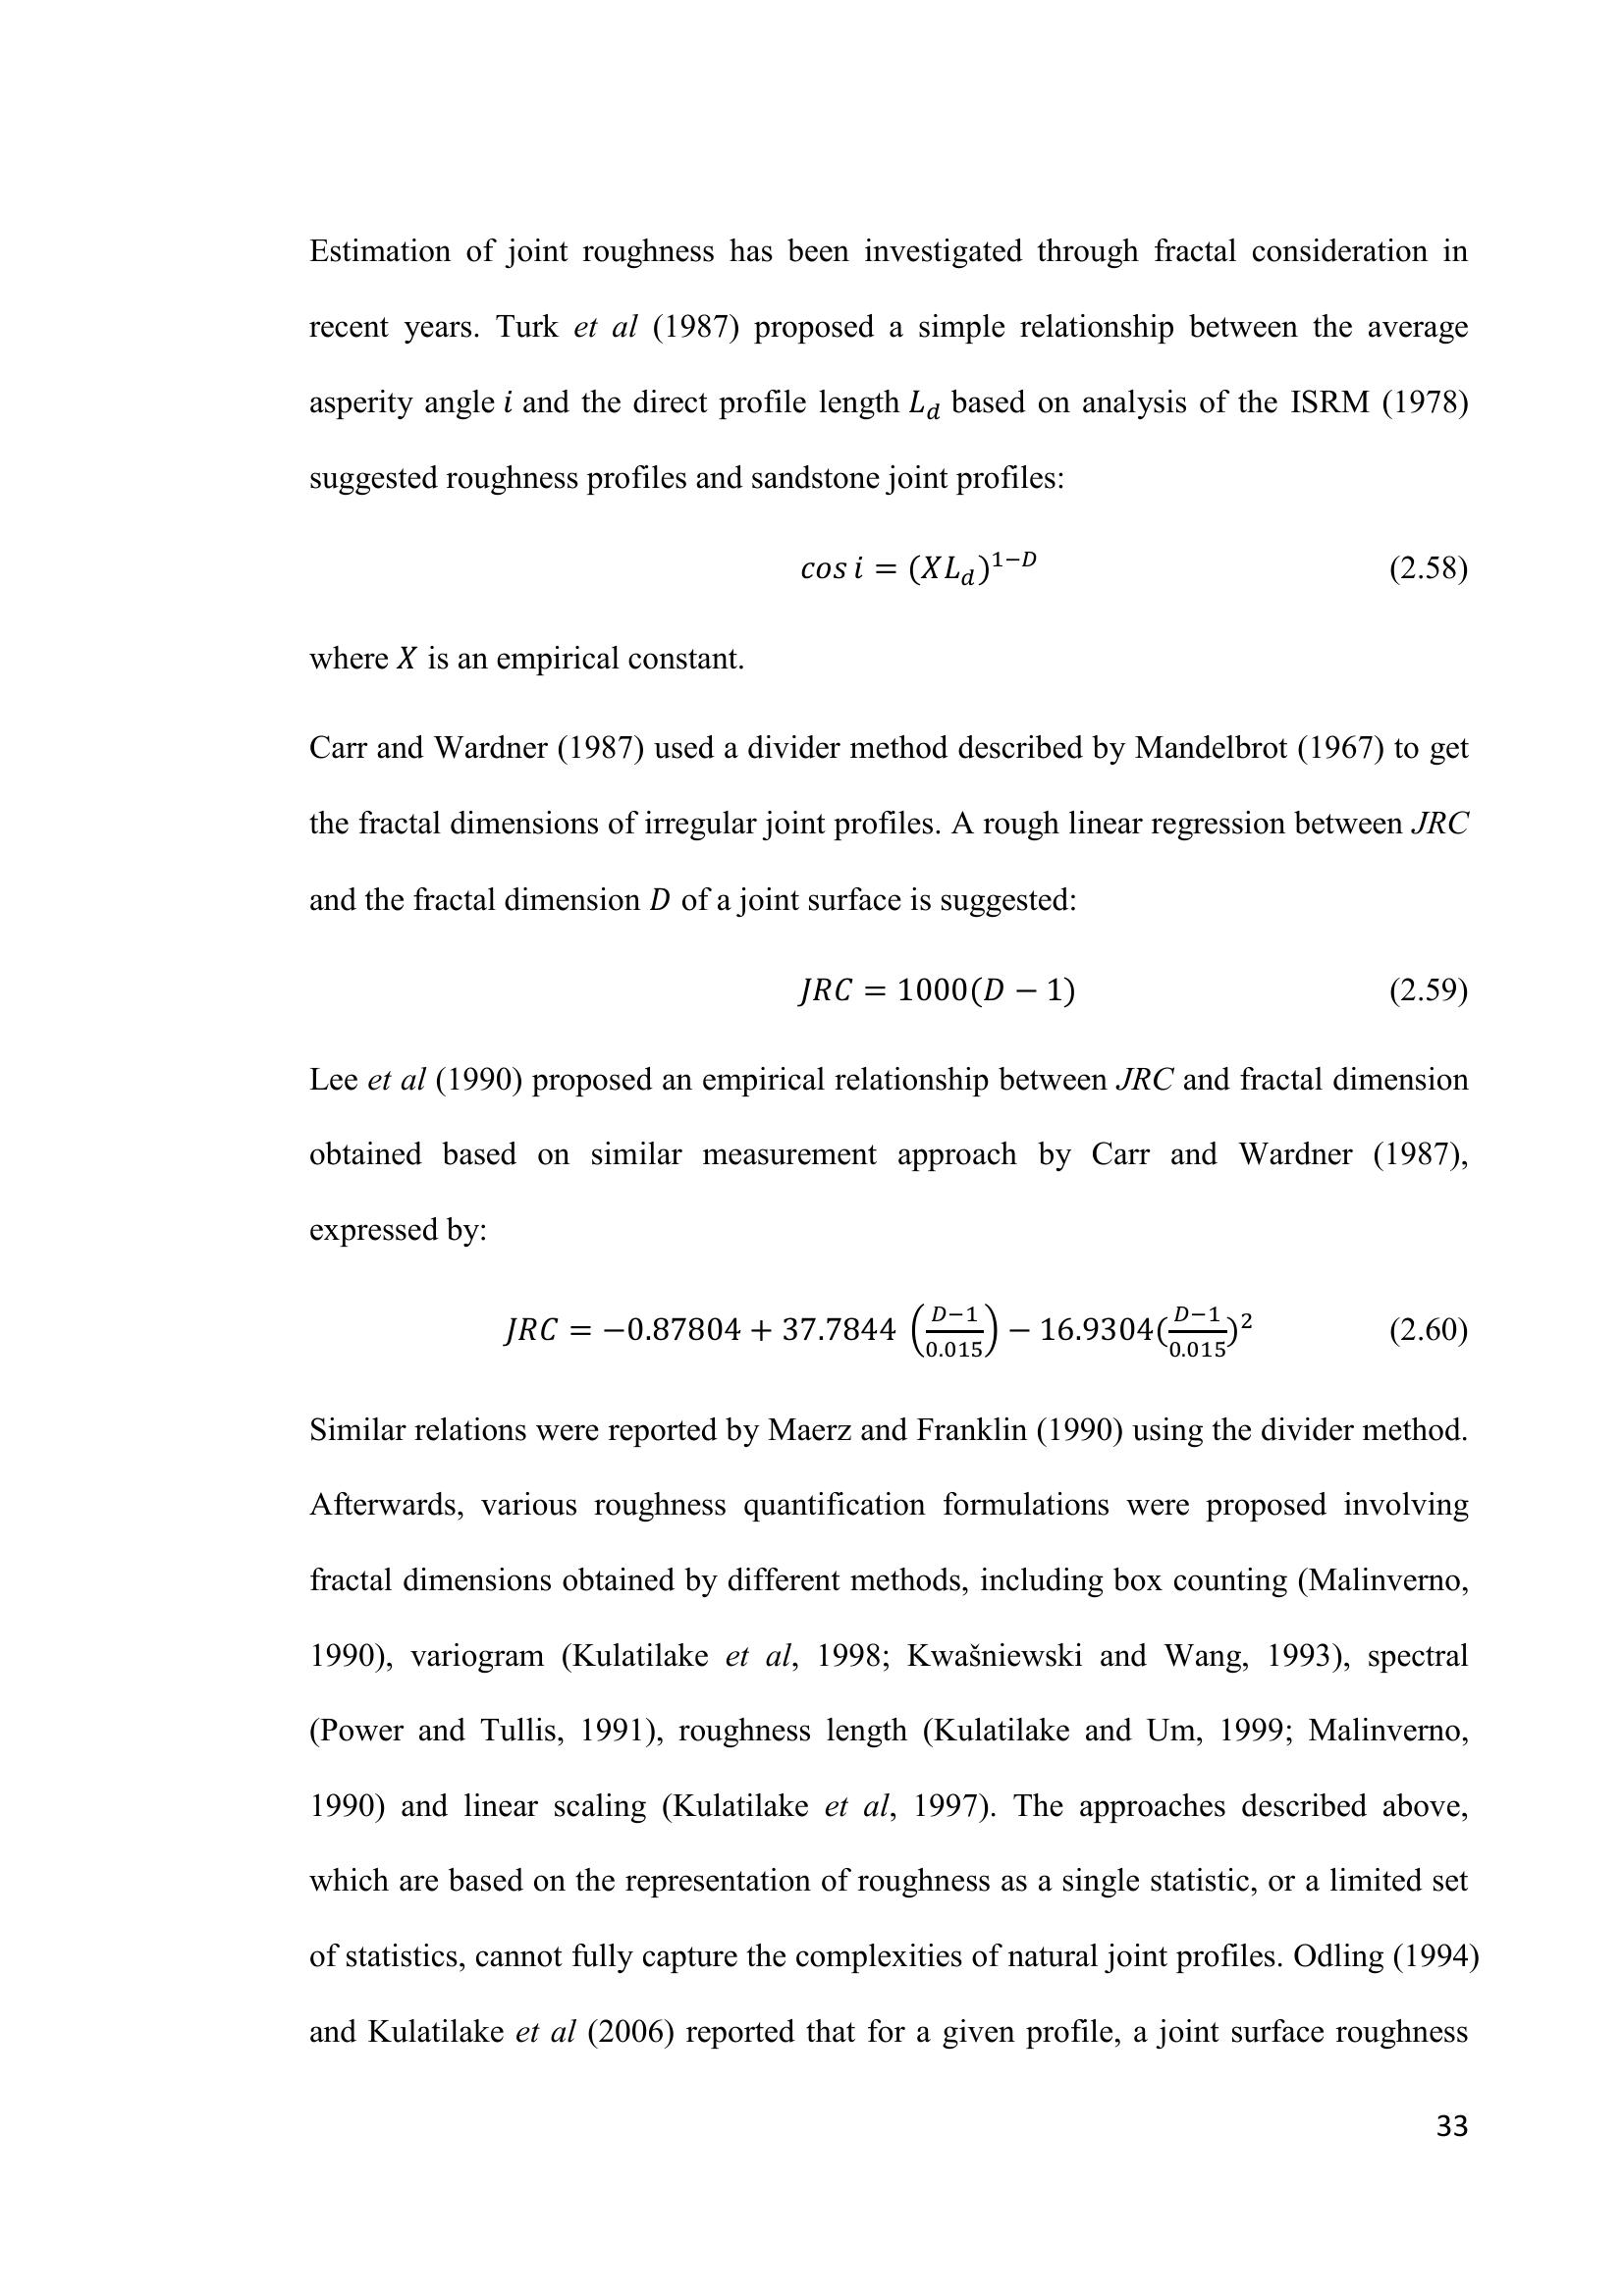 Estimation of joint roughness has been investigated through fractal consideration in
recent years. Turk et al (1987) proposed a simple relationship between the average
asperity angle i and the direct profile length L_d based on analysis of the ISRM (1978)
suggested roughness profiles and sandstone joint profiles:
cos i = (XL_d)^{1−D} (2.58)
where X is an empirical constant.
Carr and Wardner (1987) used a divider method described by Mandelbrot (1967) to get
the fractal dimensions of irregular joint profiles. A rough linear regression between JRC
and the fractal dimension D of a joint surface is suggested:
JRC = 1000(D − 1) (2.59)
Lee et al (1990) proposed an empirical relationship between JRC and fractal dimension
obtained based on similar measurement approach by Carr and Wardner (1987),
expressed by:
JRC = −0.87804 + 37.7844 (\frac{D−1}{0.015}) − 16.9304(\frac{D−1}{0.015})^2 (2.60)
Similar relations were reported by Maerz and Franklin (1990) using the divider method.
Afterwards, various roughness quantification formulations were proposed involving
fractal dimensions obtained by different methods, including box counting (Malinverno,
1990), variogram (Kulatilake et al, 1998; Kwašniewski and Wang, 1993), spectral
(Power and Tullis, 1991), roughness length (Kulatilake and Um, 1999; Malinverno,
1990) and linear scaling (Kulatilake et al, 1997). The approaches described above,
which are based on the representation of roughness as a single statistic, or a limited set
of statistics, cannot fully capture the complexities of natural joint profiles. Odling (1994)
and Kulatilake et al (2006) reported that for a given profile, a joint surface roughness
33